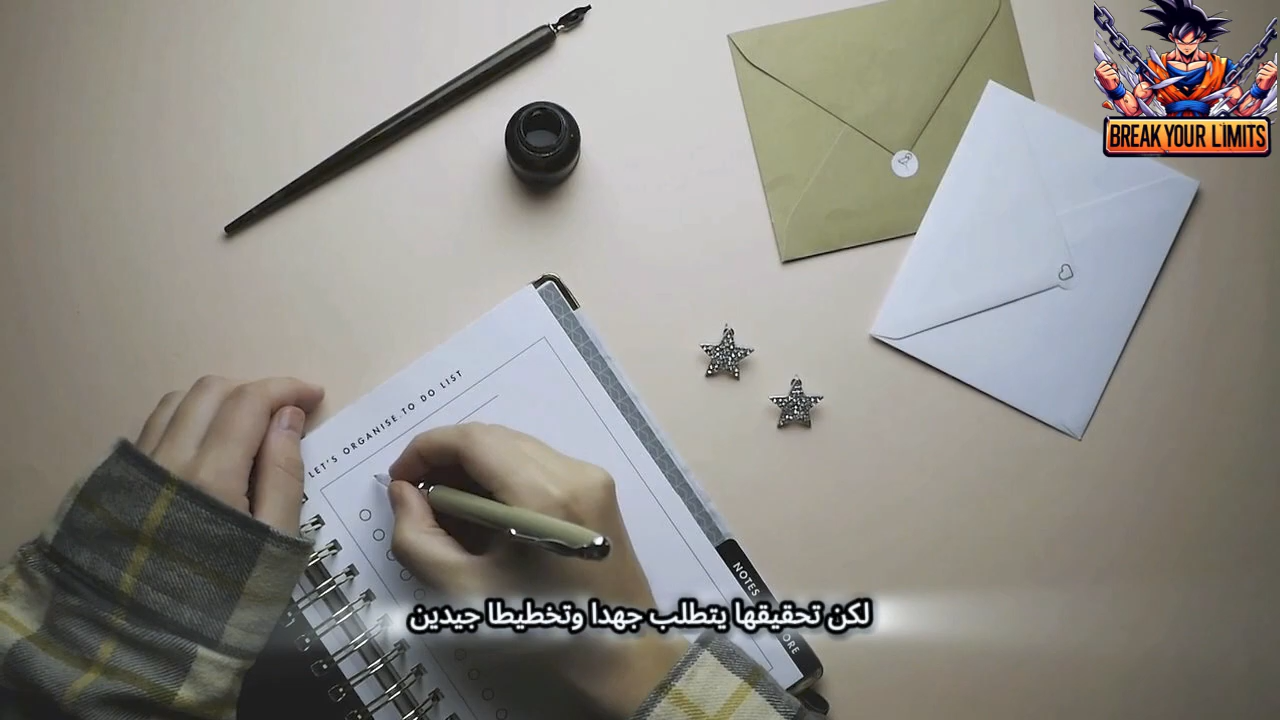 BREAK YOUR LIMITS
LET'S ORGANISE TO DO LIST
NOTES
لكن تحقيقها يتطلب جهدا وتخطيطا جيدين